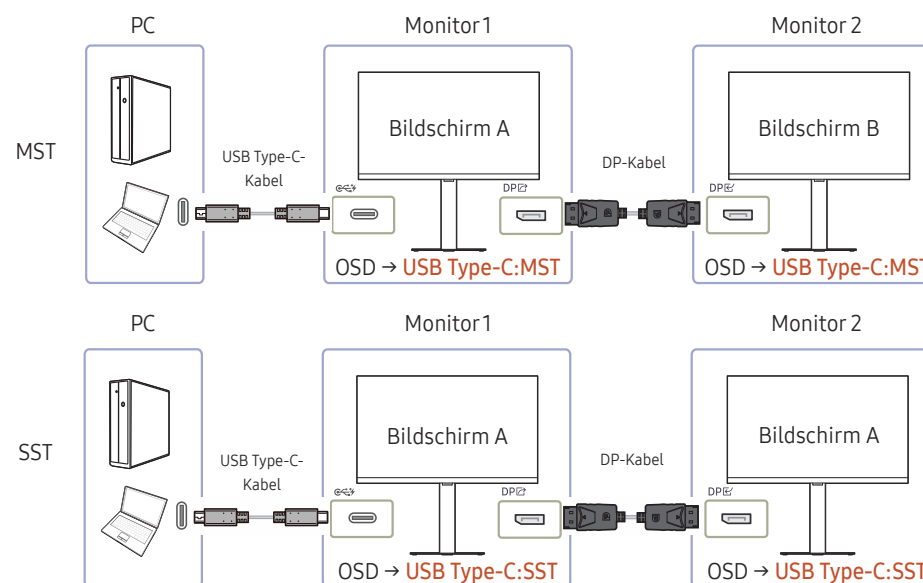 PC
Monitor 1
Monitor 2
MST
USB Type-C-
Kabel
Bildschirm A
DP
DP-Kabel
DP
Bildschirm B
OSD → USB Type-C:MST
OSD → USB Type-C:MST
PC
Monitor 1
Monitor 2
SST
USB Type-C-
Kabel
Bildschirm A
DP
DP-Kabel
DP
Bildschirm A
OSD → USB Type-C:SST
OSD → USB Type-C:SST